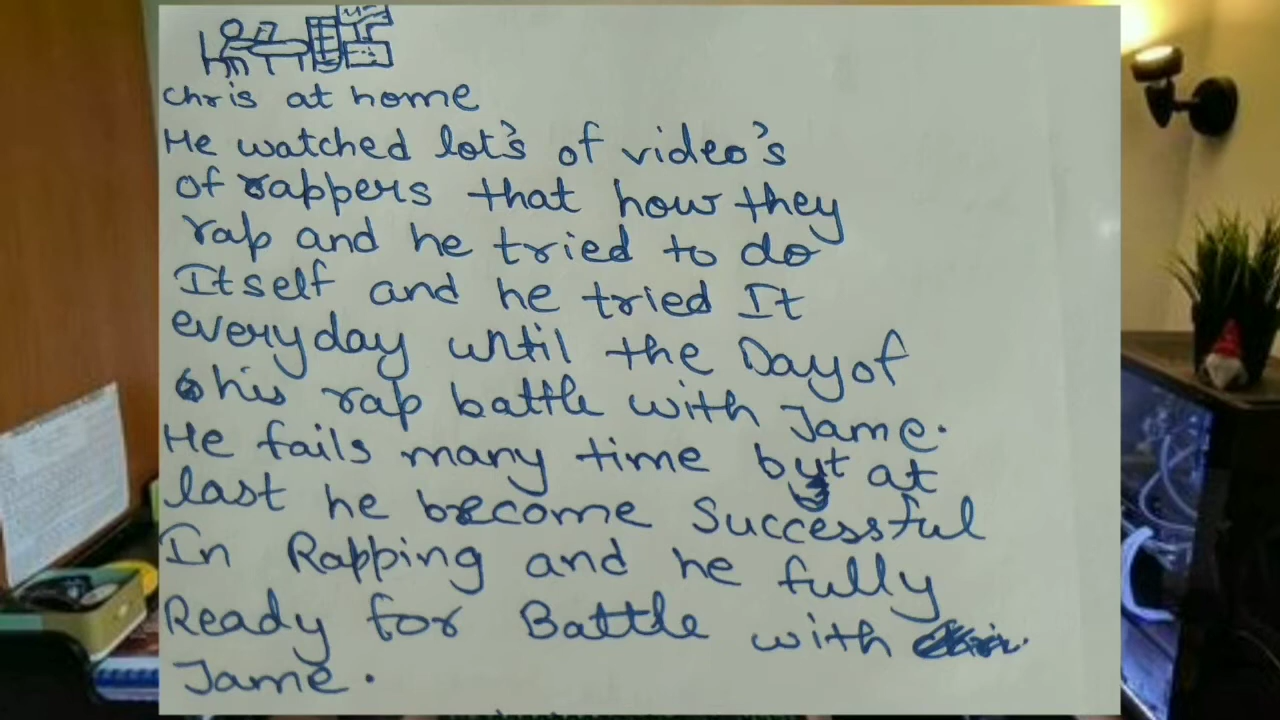 Chris at home
He watched lot's of video's
of rappers that how they
rap and he tried to do
Itself and he tried It
everyday until the Day of
his rap battle with Jame.
He fails many time but at
last he become Successful
In Rapping and he fully
Ready for Battle with
Jame.